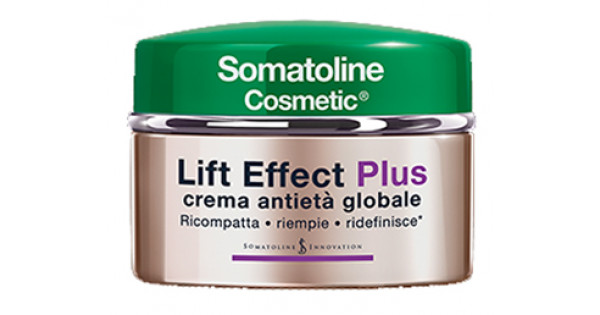 Somatoline
Cosmetic®
Lift Effect Plus
crema antietà globale
Ricompatta • riempie • ridefinisce*
SOMATOLINE S INNOVATION